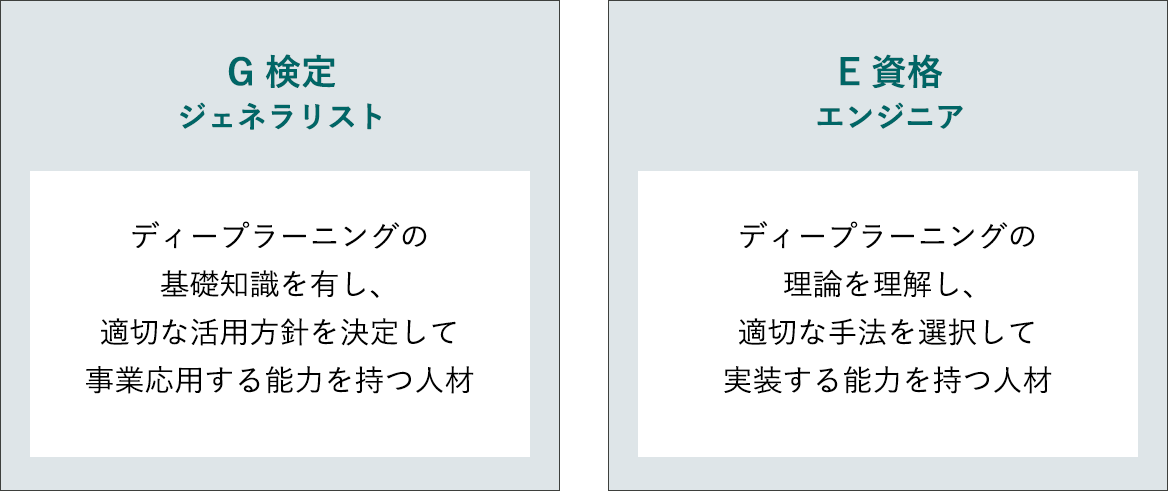 G 検定
ジェネラリスト
ディープラーニングの
基礎知識を有し、
適切な活用方針を決定して
事業応用する能力を持つ人材
E 資格
エンジニア
ディープラーニングの
理論を理解し、
適切な手法を選択して
実装する能力を持つ人材